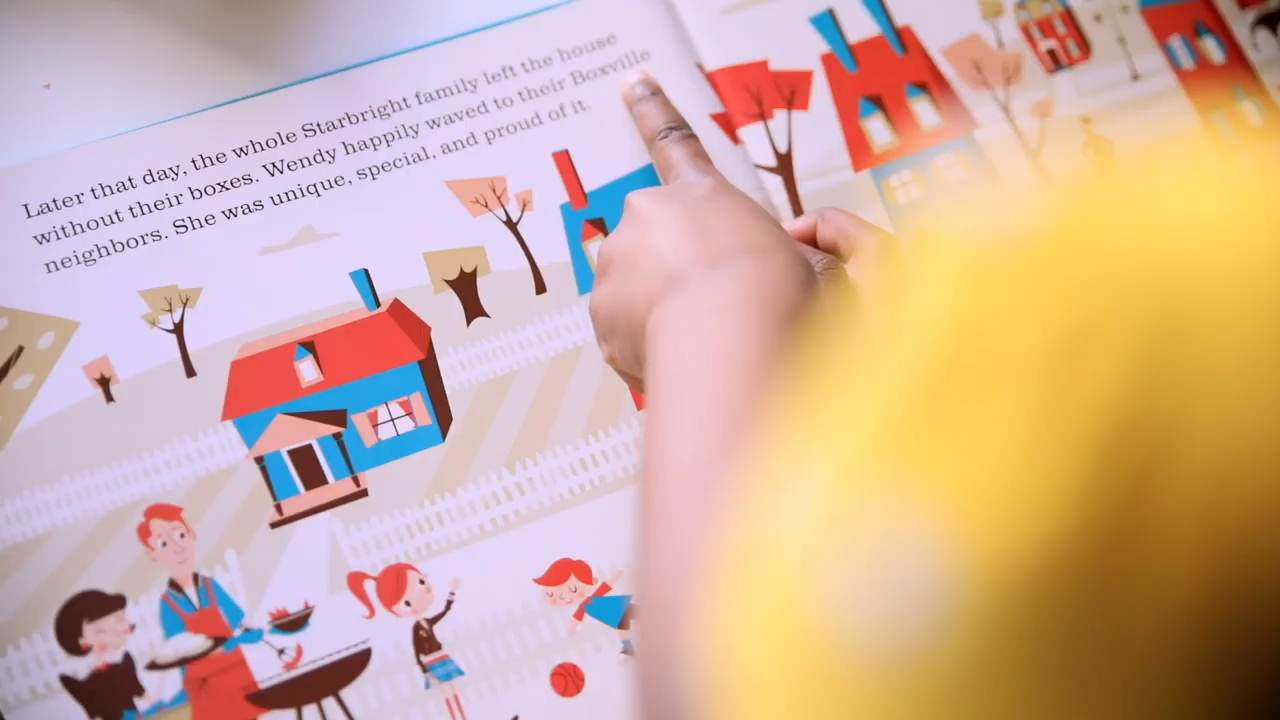 Later that day, the whole Starbright family left the house
without their boxes. Wendy happily waved to their Boxville
neighbors. She was unique, special, and proud of it.